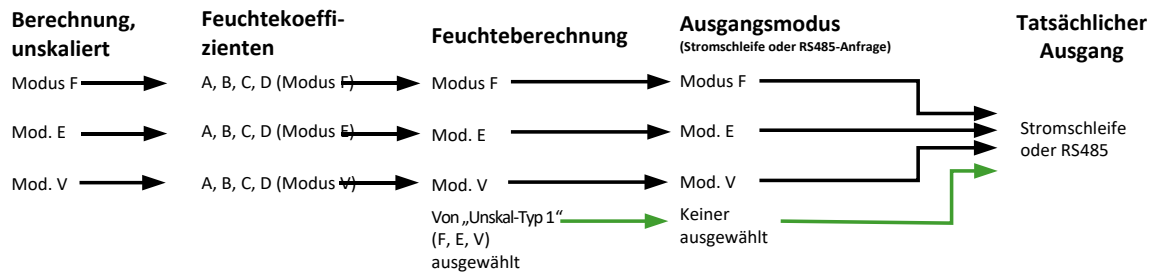 Berechnung,
unskaliert
Feuchtekoeffi-
zienten
Feuchteberechnung
Ausgangsmodus
(Stromschleife oder RS485-Anfrage)
Tatsächlicher
Ausgang
Modus F
A, B, C, D (Modus F)
Modus F
Modus F
Mod. E
A, B, C, D (Modus E)
Mod. E
Mod. E
Stromschleife
oder RS485
Mod. V
A, B, C, D (Modus V)
Mod. V
Mod. V
Von „Unskal-Typ 1“
(F, E, V)
ausgewählt
Keiner
ausgewählt